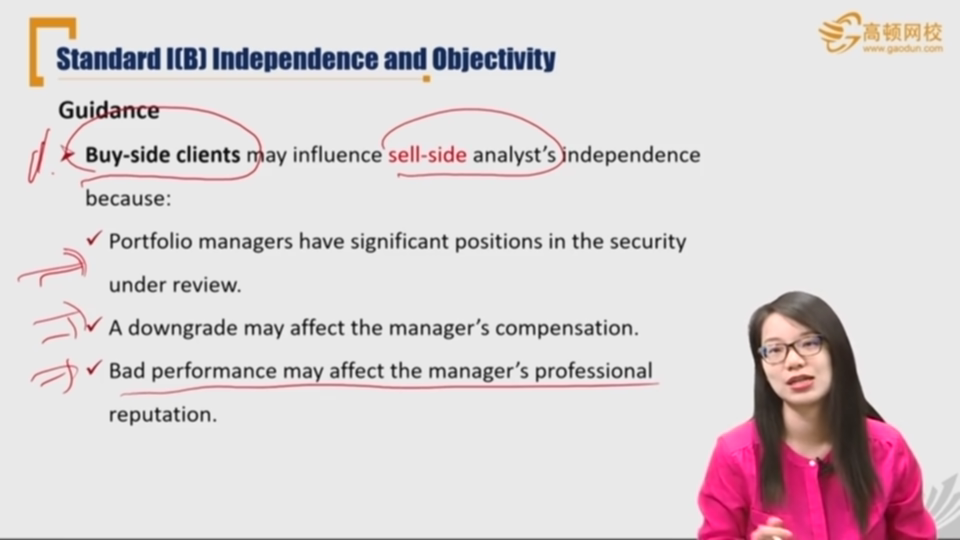 高顿网校
www.gaodun.com
Standard I(B) Independence and Objectivity
Guidance
d.
Buy-side clients may influence sell-side analyst's independence
because:
Portfolio managers have significant positions in the security
under review.
A downgrade may affect the manager's compensation.
Bad performance may affect the manager's professional
reputation.